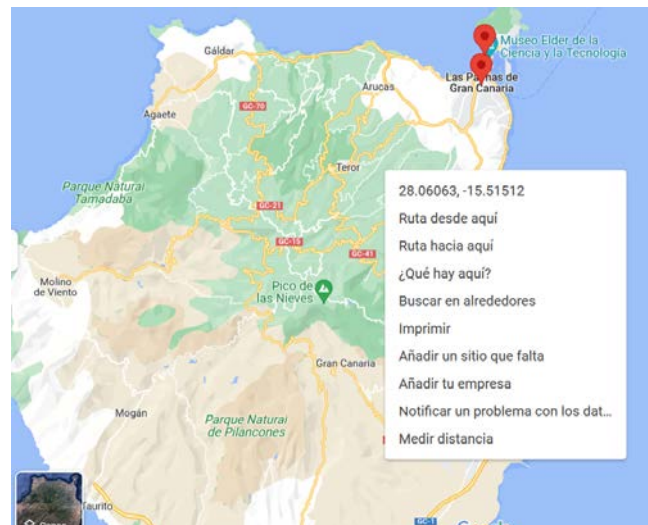 Museo Elder de la
Ciencia y la Tecnología
Gáldar
Las Palmas de
Gran Canaria
Arucas
GC-70
Agaete
Teror
Parque Natural
Tamadaba
28.06063, -15.51512
GC-21
Ruta desde aquí
GC-15
GC-41
Ruta hacia aquí
¿Qué hay aquí?
Molino
de Viento
Pico de
las Nieves
Buscar en alrededores
Imprimir
Gran Canaria
Añadir un sitio que falta
Añadir tu empresa
Mogán
Parque Natural
de Pilancones
Notificar un problema con los dat...
Medir distancia
Taurito
GC-1